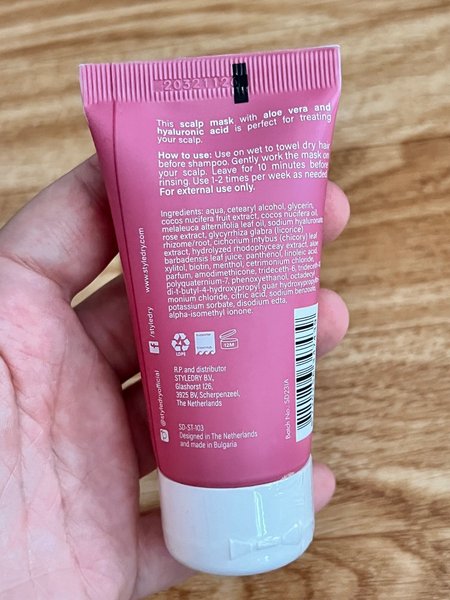 20321126
This scalp mask with aloe vera and
hyaluronic acid is perfect for treating
your scalp.
How to use: Use on wet to towel dry hair
before shampoo. Gently work the mask on
your scalp. Leave for 10 minutes before
rinsing. Use 1-2 times per week as needed.
For external use only.
Ingredients: aqua, cetearyl alcohol, glycerin,
cocos nucifera fruit extract, cocos nucifera oil,
melaleuca alternifolia leaf oil, sodium hyaluronate,
rose extract, glycyrrhiza glabra (licorice)
rhizome/root, cichorium intybus (chicory) leaf
extract, hydrolyzed rhodophyceay extract, aloe
barbadensis leaf juice, panthenol, linoleic acid,
xylitol, biotin, menthol, cetrimonium chloride,
parfum, amodimethicone, trideceth-6, trideceth-
polyquaternium-7, phenoxyethanol, octadecyl
di-t-butyl-4-hydroxypropyl guar hydroxypropyl
monium chloride, citric acid, sodium benzoate,
potassium sorbate, disodium edta,
alpha-isomethyl ionone.
www.styledry.com
/styledry
@styledryofficial
4
LDPE
12M
R.P. and distributor
STYLEDRY B.V.,
Glashorst 126,
3925 BV, Scherpenzeel,
The Netherlands
SD-ST-103
Designed in The Netherlands
and made in Bulgaria
Batch No: SD231A